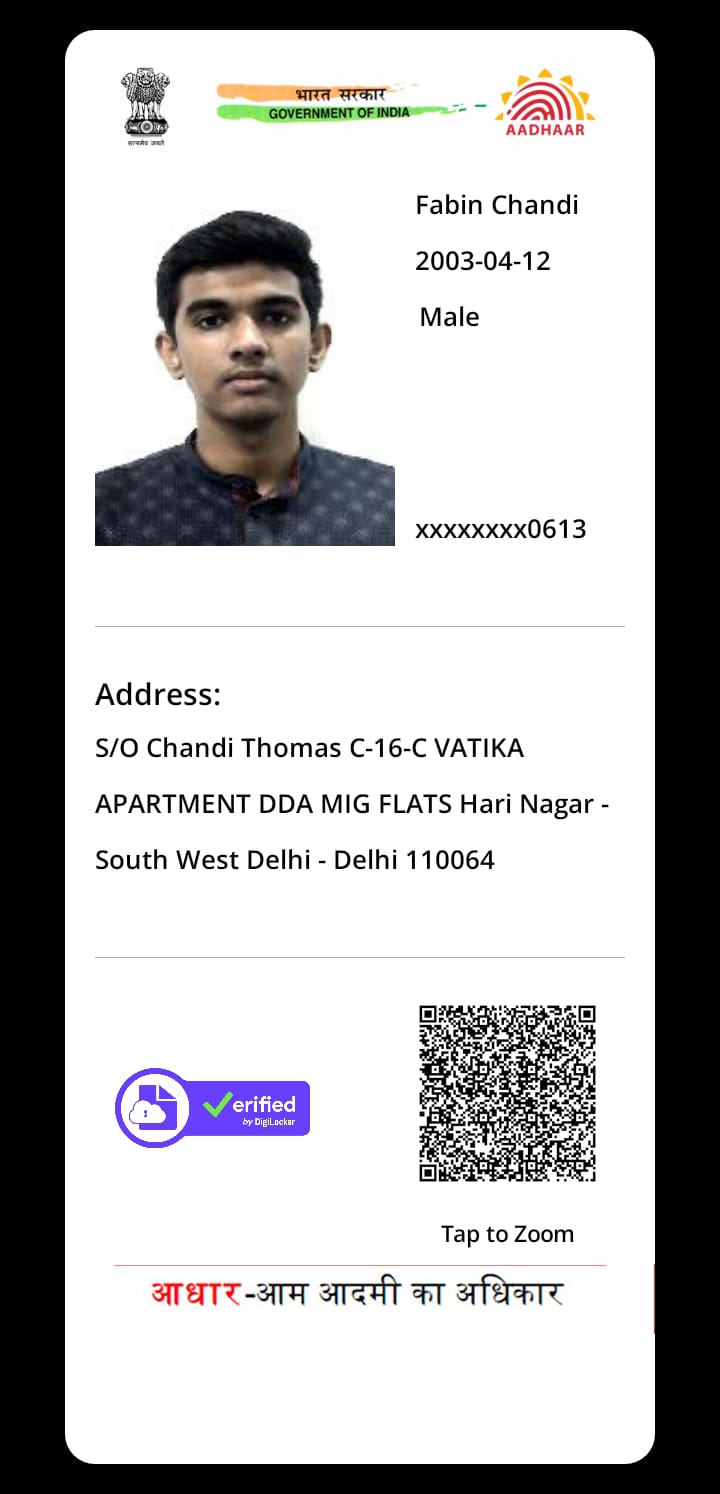 भारत सरकार
GOVERNMENT OF INDIA
सत्यमेव जयते
AADHAAR
Fabin Chandi
2003-04-12
Male
xxxxxxxx0613
Address:
S/O Chandi Thomas C-16-C VATIKA
APARTMENT DDA MIG FLATS Hari Nagar -
South West Delhi - Delhi 110064
Verified
by DigiLocker
Tap to Zoom
आधार-आम आदमी का अधिकार